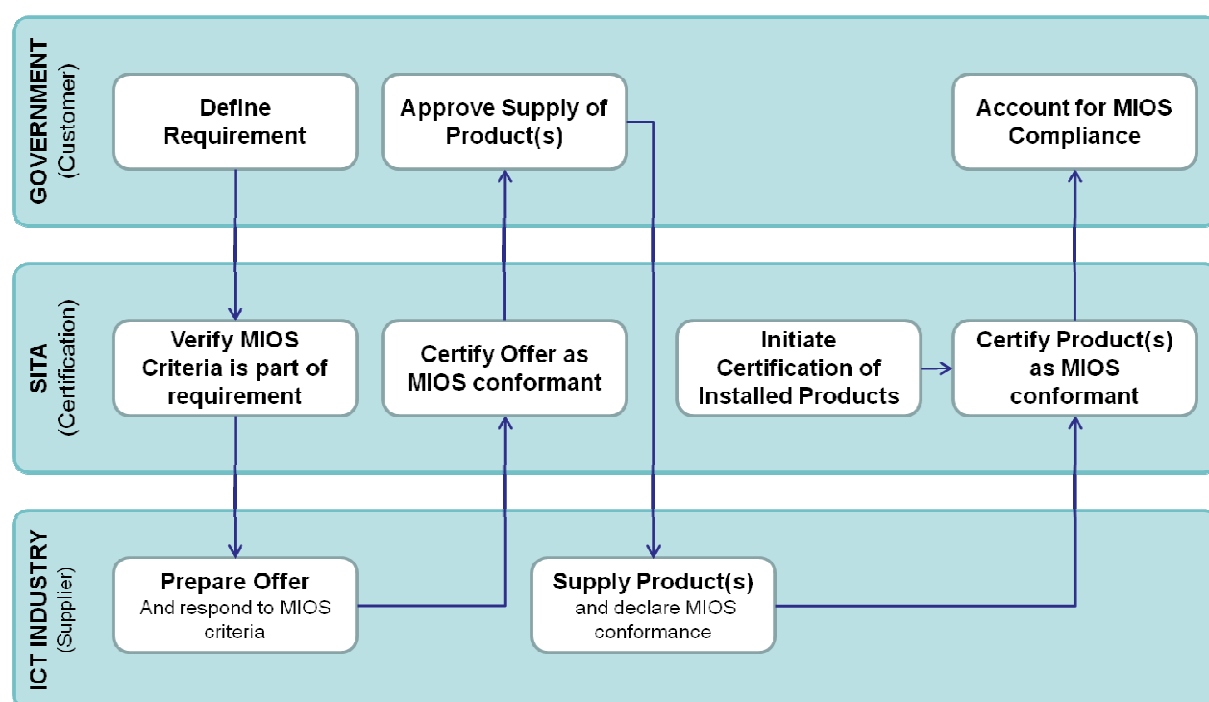 GOVERNMENT
(Customer)
Define
Requirement
Approve Supply of
Product(s)
Account for MIOS
Compliance
SITA
(Certification)
Verify MIOS
Criteria is part of
requirement
Certify Offer as
MIOS conformant
Initiate
Certification of
Installed Products
Certify Product(s)
as MIOS
conformant
ICT INDUSTRY
(Supplier)
Prepare Offer
And respond to MIOS
criteria
Supply Product(s)
and declare MIOS
conformance